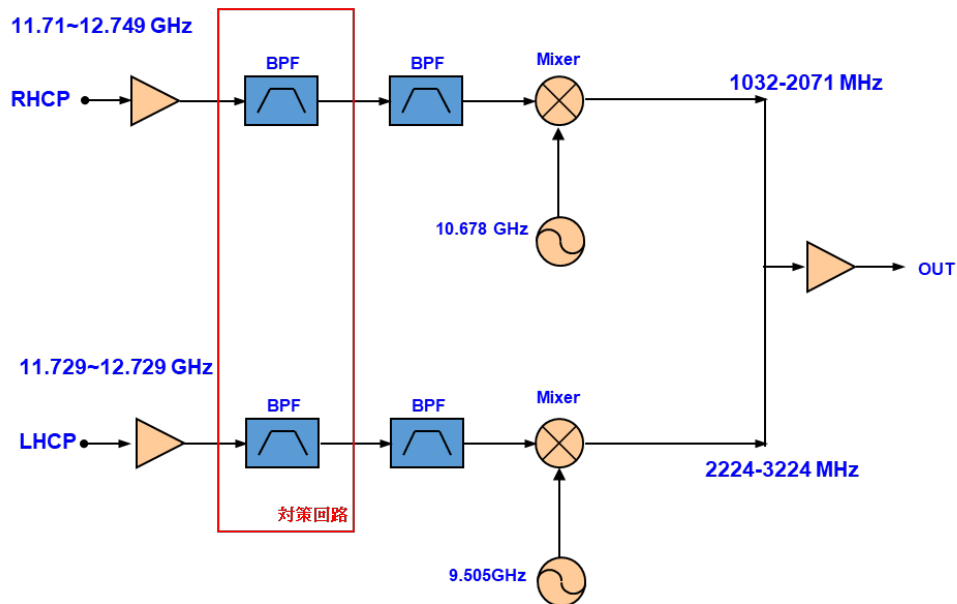 11.71~12.749 GHz
BPF
BPF
Mixer
RHCP
1032-2071 MHz
10.678 GHz
OUT
11.729~12.729 GHz
BPF
BPF
Mixer
LHCP
2224-3224 MHz
対策回路
9.505GHz